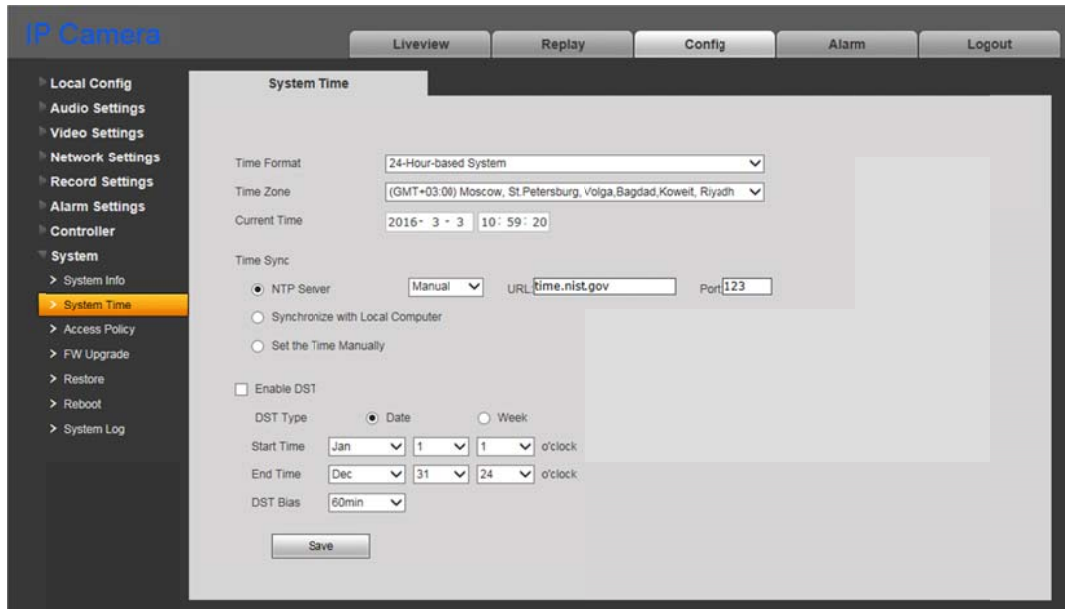 IP Camera
Liveview Replay Config Alarm Logout
Local Config
Audio Settings
Video Settings
Network Settings
Record Settings
Alarm Settings
Controller
System
> System Info
> System Time
> Access Policy
> FW Upgrade
> Restore
> Reboot
> System Log
System Time
Time Format 24-Hour-based System
Time Zone (GMT+03:00) Moscow, St.Petersburg, Volga,Bagdad,Koweit, Riyadh
Current Time 2016- 3 - 3 10: 59: 20
Time Sync
NTP Server Manual URL: time.nist.gov Port 123
Synchronize with Local Computer
Set the Time Manually
Enable DST
DST Type Date Week
Start Time Jan 1 1 o'clock
End Time Dec 31 24 o'clock
DST Bias 60min
Save